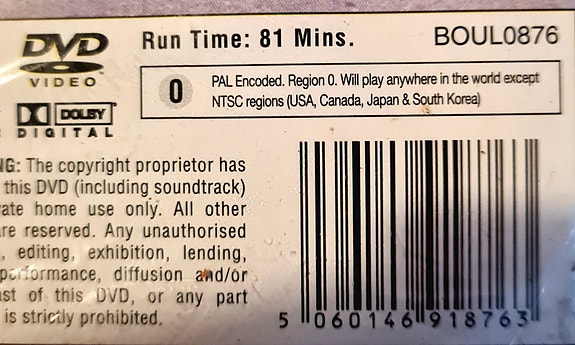 DVD
VIDEO
Run Time: 81 Mins.
BOUL0876
0
PAL Encoded. Region 0. Will play anywhere in the world except
NTSC regions (USA, Canada, Japan & South Korea)
DOLBY
DIGITAL
NG: The copyright proprietor has
this DVD (including soundtrack)
vate home use only. All other
are reserved. Any unauthorised
, editing, exhibition, lending,
performance, diffusion and/or
ast of this DVD, or any part
is strictly prohibited.
5 060146 918763